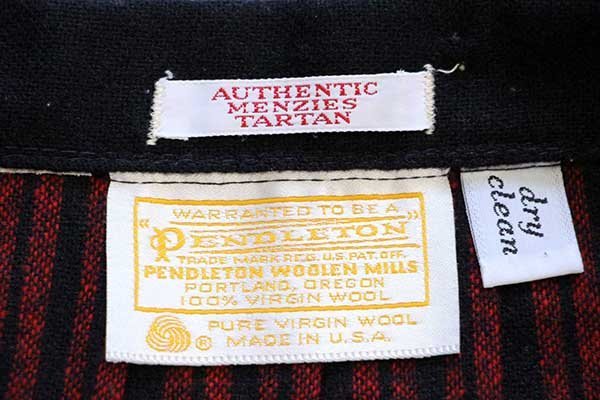 AUTHENTIC
MENZIES
TARTAN
WARRANTED TO BE A
"PENDLETON"
TRADE MARK REG. U.S. PAT. OFF.
PENDLETON WOOLEN MILLS
PORTLAND, OREGON
100% VIRGIN WOOL
PURE VIRGIN WOOL
® MADE IN U.S.A.
dry
clean